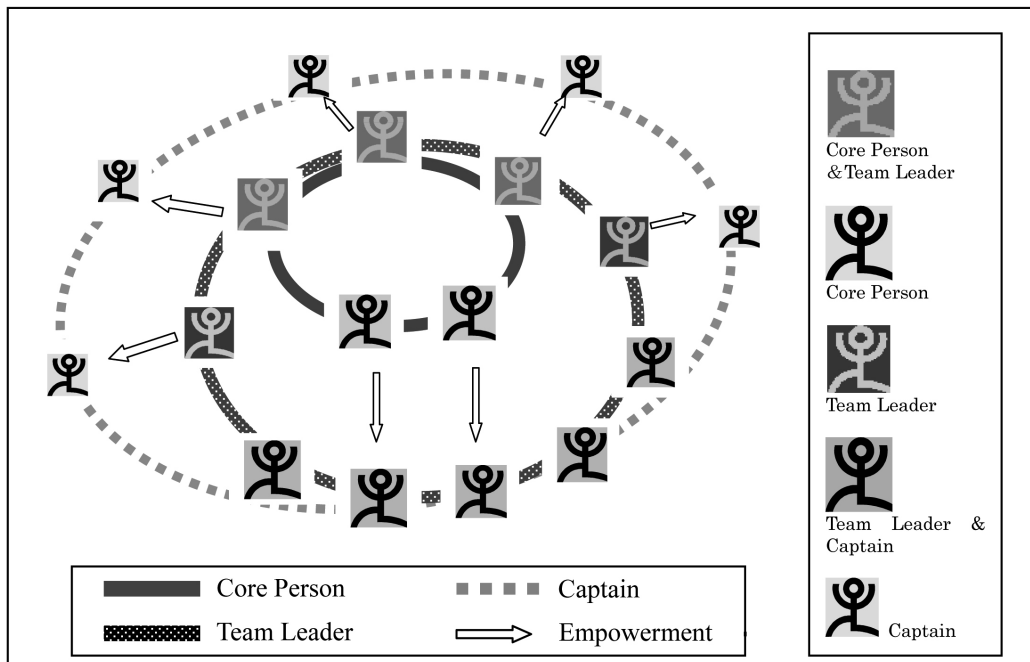 Core Person
&Team Leader
Core Person
Team Leader
Team Leader &
Captain
Captain
Core Person
Captain
Team Leader
Empowerment